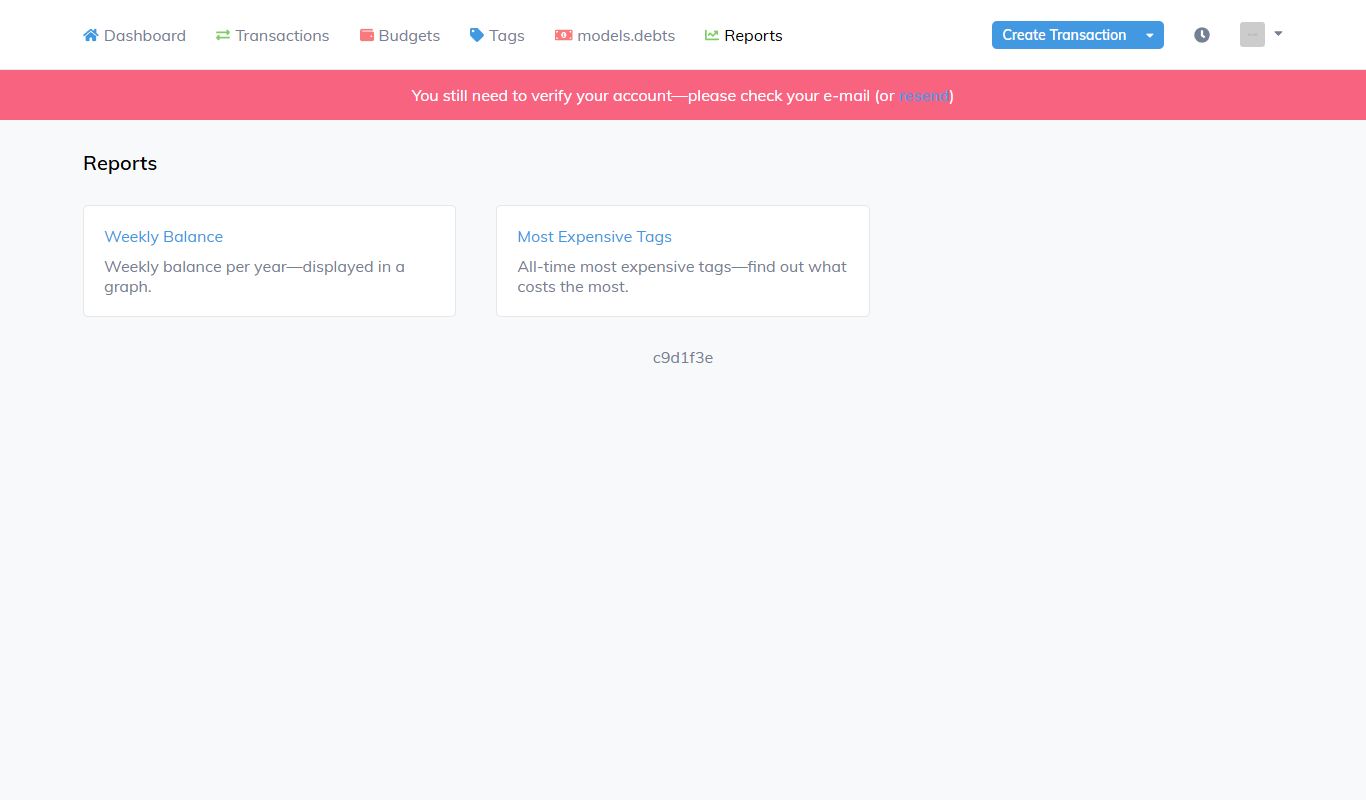 Dashboard Transactions Budgets Tags models.debts Reports Create Transaction
You still need to verify your account—please check your e-mail (or resend)
Reports
Weekly Balance
Weekly balance per year—displayed in a
graph.
Most Expensive Tags
All-time most expensive tags—find out what
costs the most.
c9d1f3e